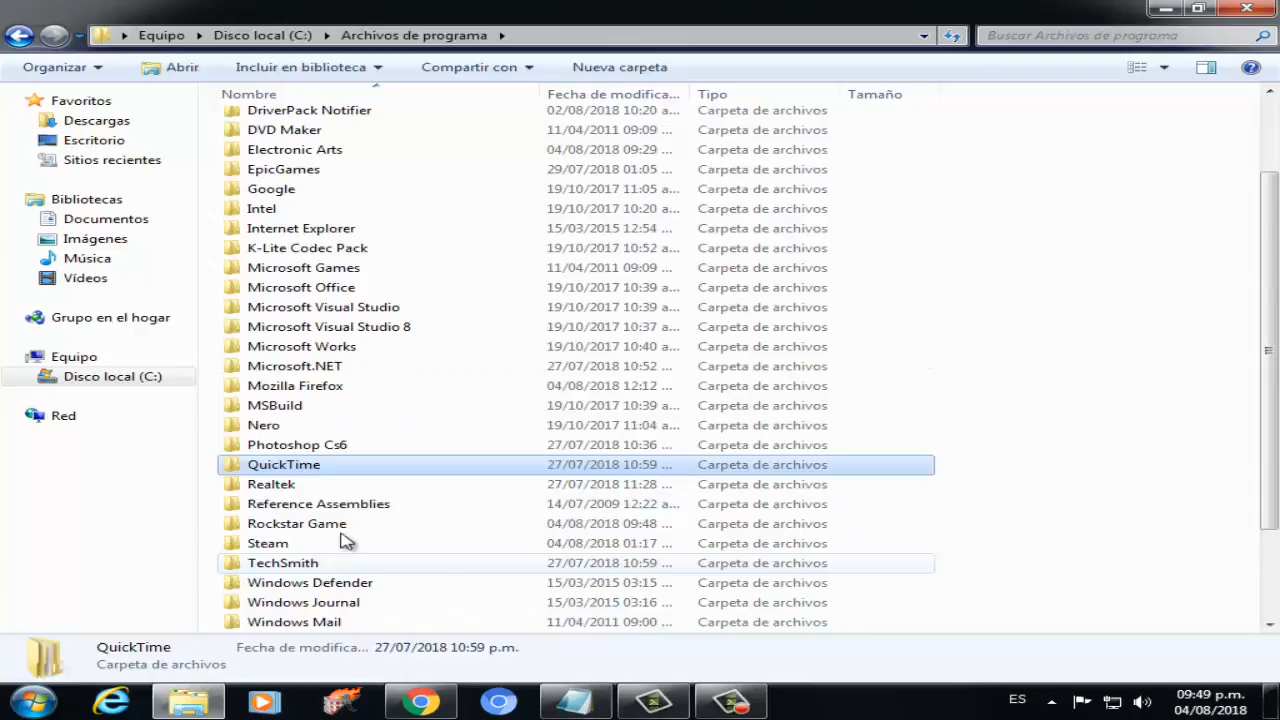 Equipo Disco local (C:) Archivos de programa Buscar Archivos de programa
Organizar Abrir Incluir en biblioteca Compartir con Nueva carpeta
Nombre Fecha de modifica... Tipo Tamaño
Favoritos
Descargas
Escritorio
Sitios recientes
Bibliotecas
Documentos
Imágenes
Música
Vídeos
Grupo en el hogar
Equipo
Disco local (C:)
Red
DriverPack Notifier 02/08/2018 10:20 a... Carpeta de archivos
DVD Maker 11/04/2011 09:09 ... Carpeta de archivos
Electronic Arts 04/08/2018 09:29 ... Carpeta de archivos
EpicGames 29/07/2018 01:05 ... Carpeta de archivos
Google 19/10/2017 11:05 a... Carpeta de archivos
Intel 19/10/2017 10:20 a... Carpeta de archivos
Internet Explorer 15/03/2015 12:54 ... Carpeta de archivos
K-Lite Codec Pack 19/10/2017 10:52 a... Carpeta de archivos
Microsoft Games 11/04/2011 09:09 ... Carpeta de archivos
Microsoft Office 19/10/2017 10:39 a... Carpeta de archivos
Microsoft Visual Studio 19/10/2017 10:39 a... Carpeta de archivos
Microsoft Visual Studio 8 19/10/2017 10:37 a... Carpeta de archivos
Microsoft Works 19/10/2017 10:40 a... Carpeta de archivos
Microsoft.NET 27/07/2018 10:52 ... Carpeta de archivos
Mozilla Firefox 04/08/2018 12:12 ... Carpeta de archivos
MSBuild 19/10/2017 10:39 a... Carpeta de archivos
Nero 19/10/2017 11:04 a... Carpeta de archivos
Photoshop Cs6 27/07/2018 10:36 ... Carpeta de archivos
QuickTime 27/07/2018 10:59 ... Carpeta de archivos
Realtek 27/07/2018 11:28 ... Carpeta de archivos
Reference Assemblies 14/07/2009 12:22 a... Carpeta de archivos
Rockstar Game 04/08/2018 09:48 ... Carpeta de archivos
Steam 04/08/2018 01:17 ... Carpeta de archivos
TechSmith 27/07/2018 10:59 ... Carpeta de archivos
Windows Defender 15/03/2015 03:15 ... Carpeta de archivos
Windows Journal 15/03/2015 03:16 ... Carpeta de archivos
Windows Mail 11/04/2011 09:00 ... Carpeta de archivos
QuickTime Fecha de modifica... 27/07/2018 10:59 p.m.
Carpeta de archivos
ES
09:49 p.m.
04/08/2018